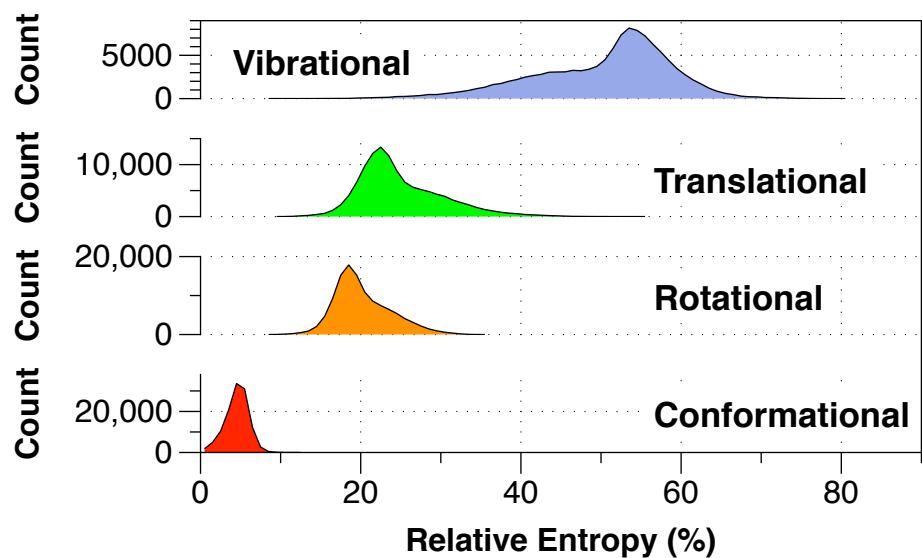 Count
5000
0
Vibrational
Count
10,000
0
Translational
Count
20,000
0
Rotational
Count
20,000
0
Conformational
0 20 40 60 80
Relative Entropy (%)